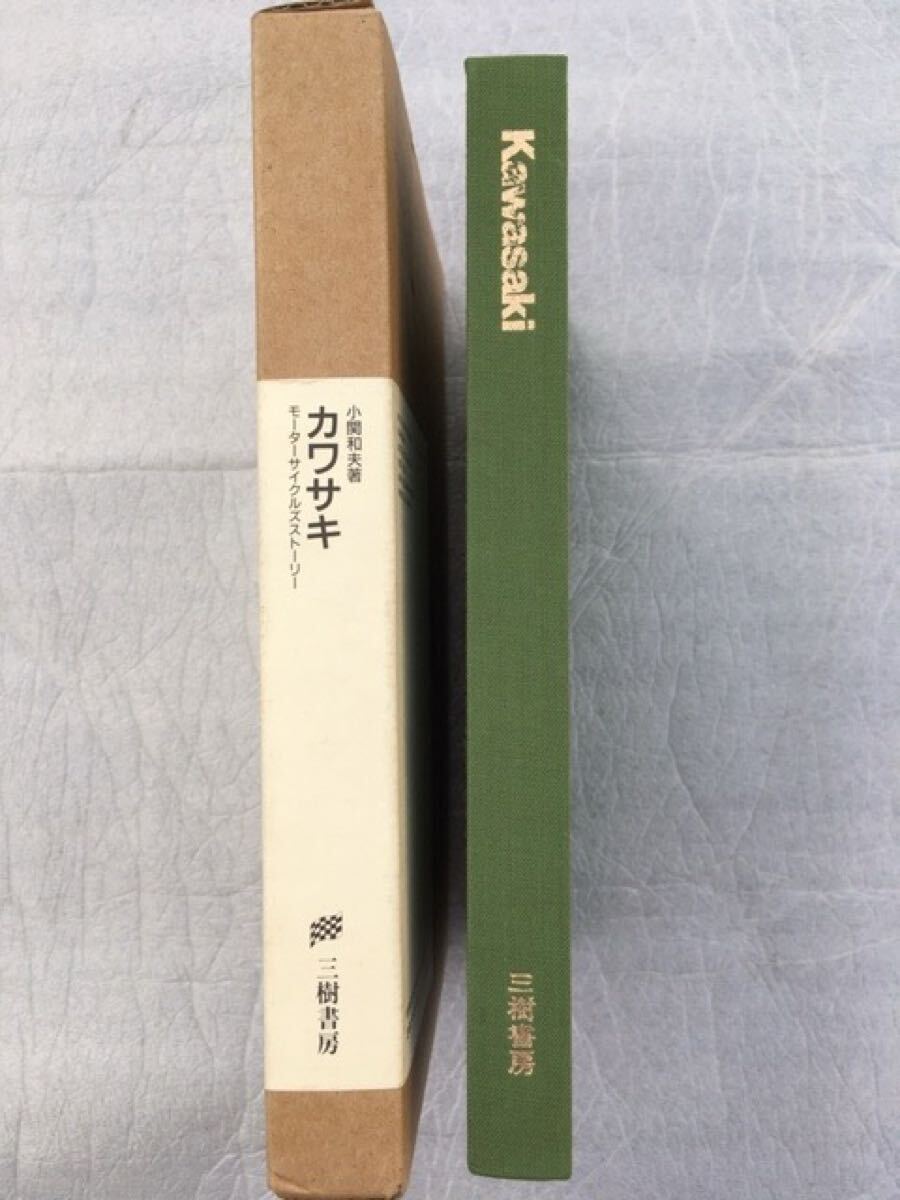 小関和夫著
カワサキ
モーターサイクルズストーリー
三樹書房
Kawasaki
三樹書房